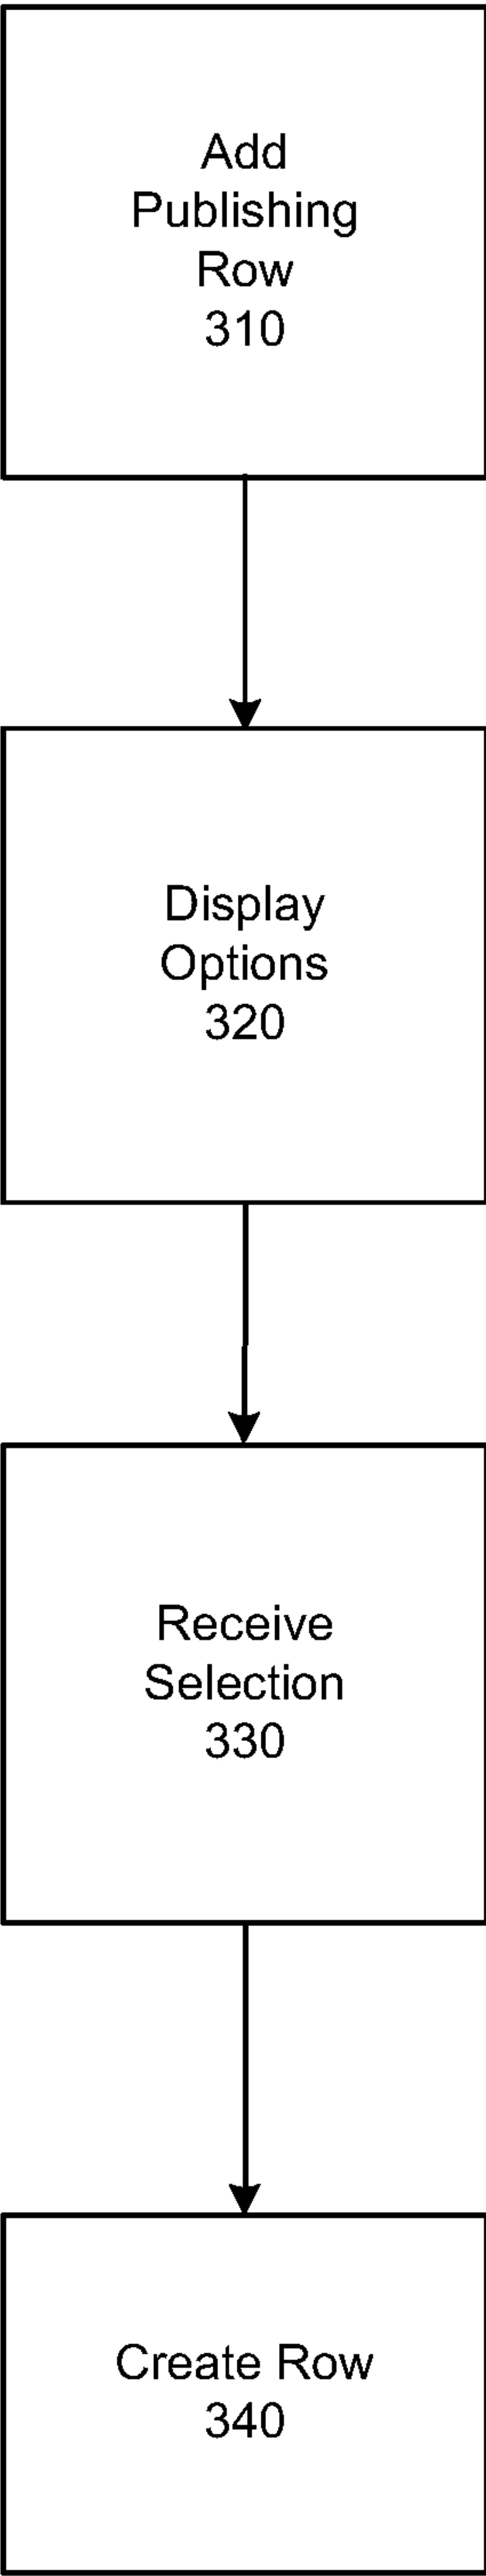 Add
Publishing
Row
310
Display
Options
320
Receive
Selection
330
Create Row
340